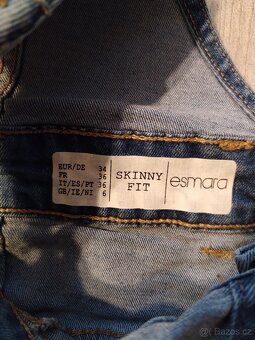 EUR/DE 34
FR 36
IT/ES/PT 36
GB/IE/NI 6
SKINNY
FIT
esmara
Bazos.cz